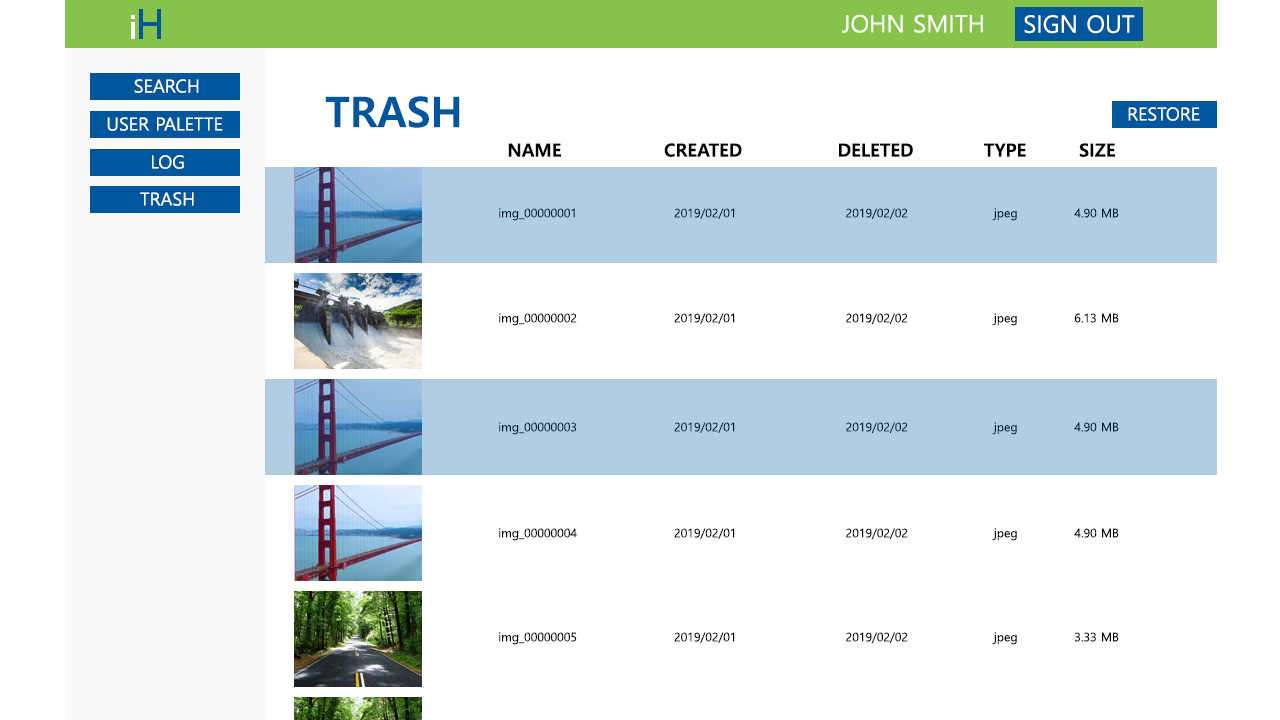 iH JOHN SMITH SIGN OUT
SEARCH
USER PALETTE
LOG
TRASH
TRASH
RESTORE
NAME CREATED DELETED TYPE SIZE
img_00000001 2019/02/01 2019/02/02 jpeg 4.90 MB
img_00000002 2019/02/01 2019/02/02 jpeg 6.13 MB
img_00000003 2019/02/01 2019/02/02 jpeg 4.90 MB
img_00000004 2019/02/01 2019/02/02 jpeg 4.90 MB
img_00000005 2019/02/01 2019/02/02 jpeg 3.33 MB